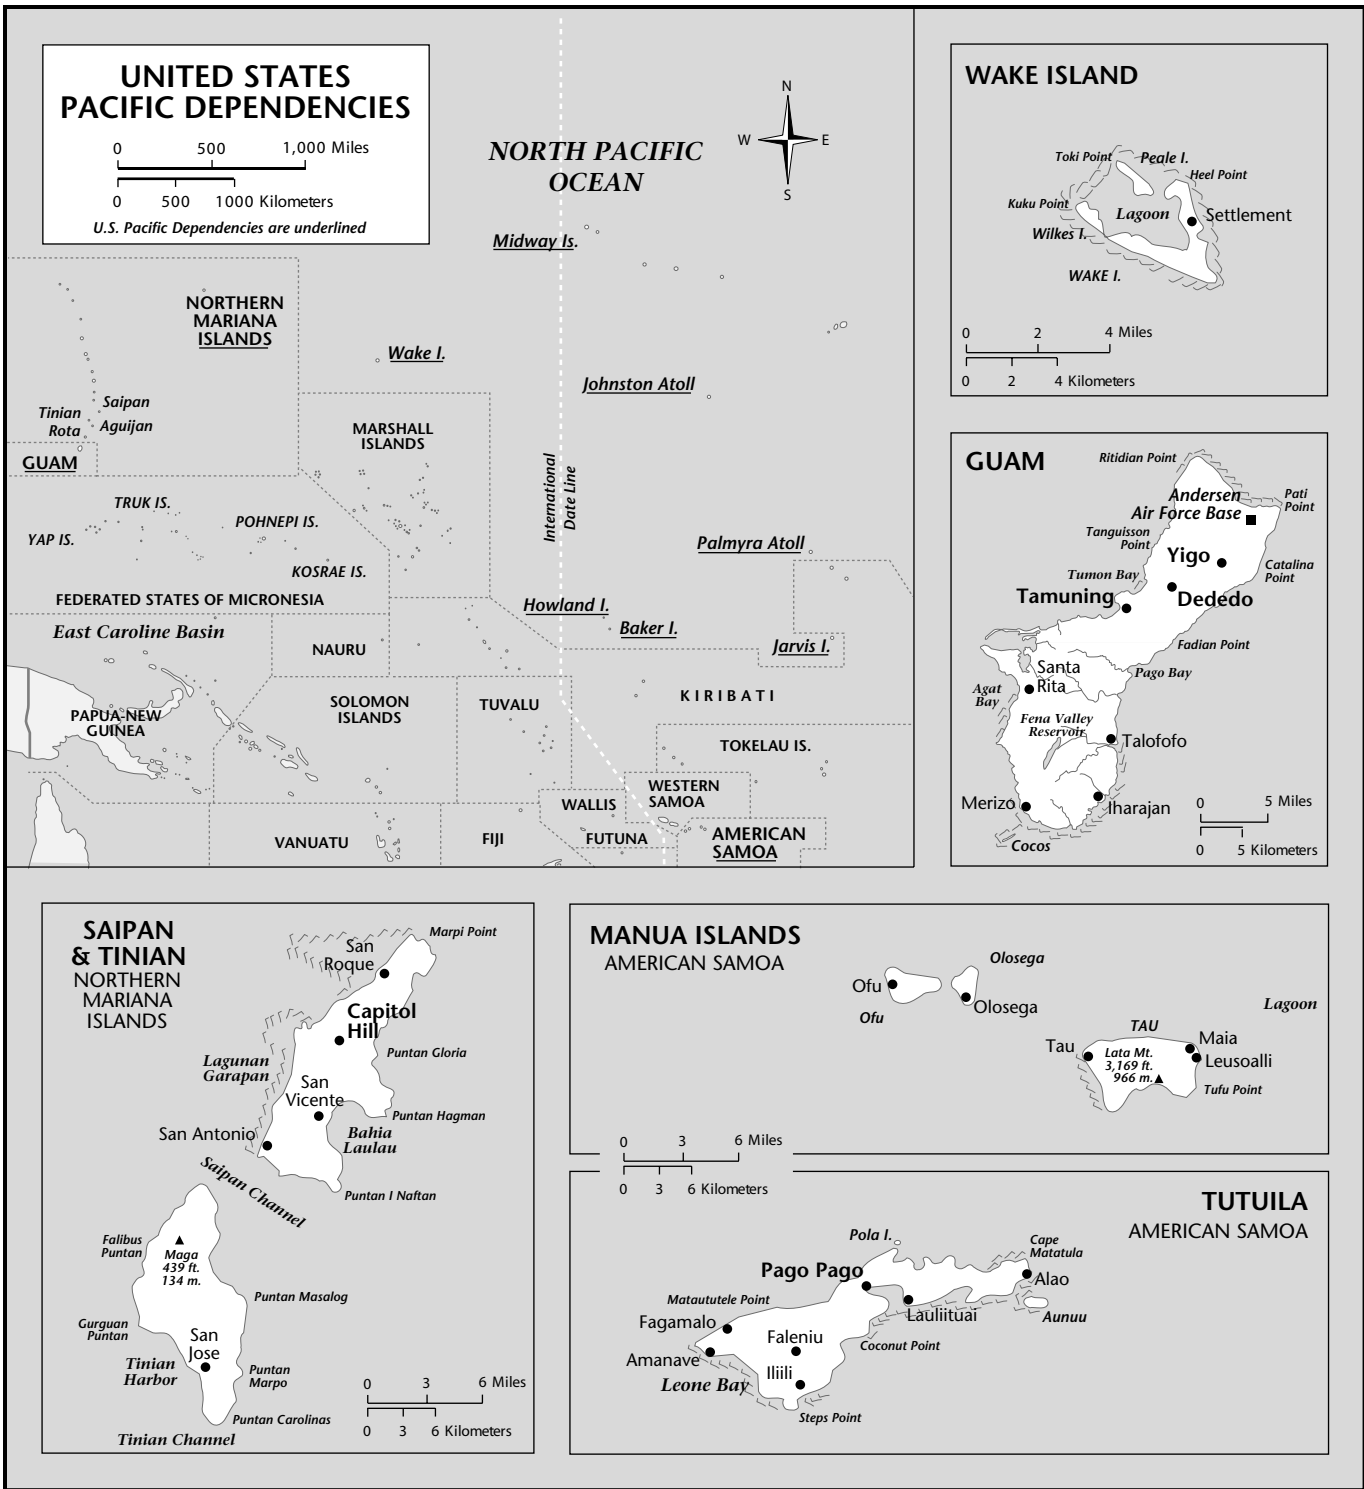 UNITED STATES
PACIFIC DEPENDENCIES
0 500 1,000 Miles
0 500 1000 Kilometers
U.S. Pacific Dependencies are underlined
N
W E
S
NORTH PACIFIC
OCEAN
Midway Is.
NORTHERN
MARIANA
ISLANDS
Wake I.
Johnston Atoll
Saipan
Tinian
Rota
Aguijan
GUAM
MARSHALL
ISLANDS
International
Date Line
TRUK IS.
POHNEPI IS.
YAP IS.
KOSRAE IS.
Palmyra Atoll
FEDERATED STATES OF MICRONESIA
Howland I.
Baker I.
Jarvis I.
East Caroline Basin
NAURU
PAPUA-NEW
GUINEA
SOLOMON
ISLANDS
TUVALU
KIRIBATI
TOKELAU IS.
WESTERN
SAMOA
WALLIS
FUTUNA
VANUATU
FIJI
AMERICAN
SAMOA
WAKE ISLAND
Toki Point
Peale I.
Heel Point
Kuku Point
Lagoon
Settlement
Wilkes I.
WAKE I.
0 2 4 Miles
0 2 4 Kilometers
GUAM
Ritidian Point
Andersen
Air Force Base
Pati
Point
Tanguisson
Point
Yigo
Catalina
Point
Tumon Bay
Tamuning
Dededo
Fadian Point
Pago Bay
Santa
Rita
Agat
Bay
Fena Valley
Reservoir
Talofofo
Merizo
Iharajan
Cocos
0 5 Miles
0 5 Kilometers
SAIPAN
& TINIAN
NORTHERN
MARIANA
ISLANDS
Marpi Point
San
Roque
Capitol
Hill
Puntan Gloria
Lagunan
Garapan
San
Vicente
Puntan Hagman
San Antonio
Bahia
Laulau
Saipan Channel
Puntan I Naftan
Falibus
Puntan
Maga
439 ft.
134 m.
Puntan Masalog
Gurguan
Puntan
San
Jose
Tinian
Harbor
Puntan
Marpo
Puntan Carolinas
Tinian Channel
0 3 6 Miles
0 3 6 Kilometers
MANUA ISLANDS
AMERICAN SAMOA
Olosega
Ofu
Olosega
Ofu
Lagoon
TAU
Tau
Maia
Lata Mt.
3,169 ft.
966 m.
Leusoalli
Tufu Point
0 3 6 Miles
0 3 6 Kilometers
TUTUILA
AMERICAN SAMOA
Pola I.
Cape
Matatula
Pago Pago
Alao
Mataututele Point
Lauliituai
Aunuu
Fagamalo
Faleniu
Coconut Point
Amanave
Iliili
Leone Bay
Steps Point